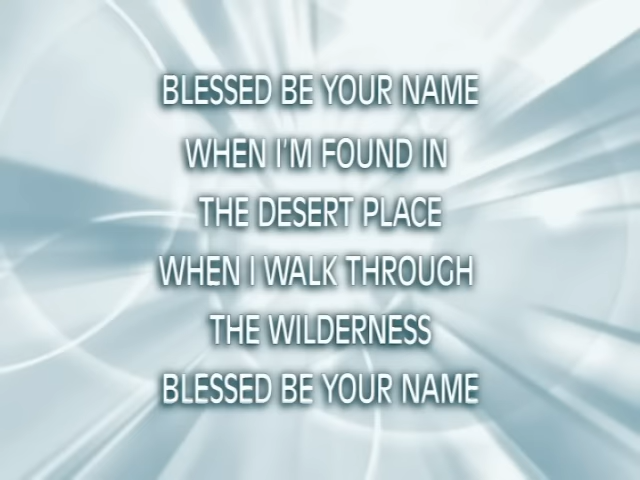 BLESSED BE YOUR NAME
WHEN I'M FOUND IN
THE DESERT PLACE
WHEN I WALK THROUGH
THE WILDERNESS
BLESSED BE YOUR NAME